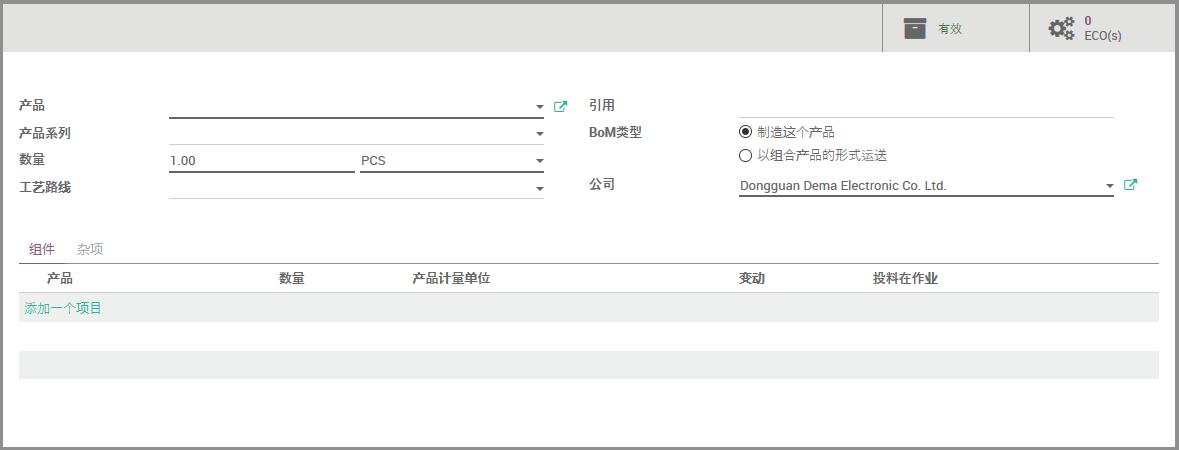 有效
0
ECO(s)
产品
引用
产品系列
BoM类型
制造这个产品
数量
1.00 PCS
以组合产品的形式运送
工艺路线
公司
Dongguan Dema Electronic Co. Ltd.
组件 杂项
产品 数量 产品计量单位 变动 投料在作业
添加一个项目